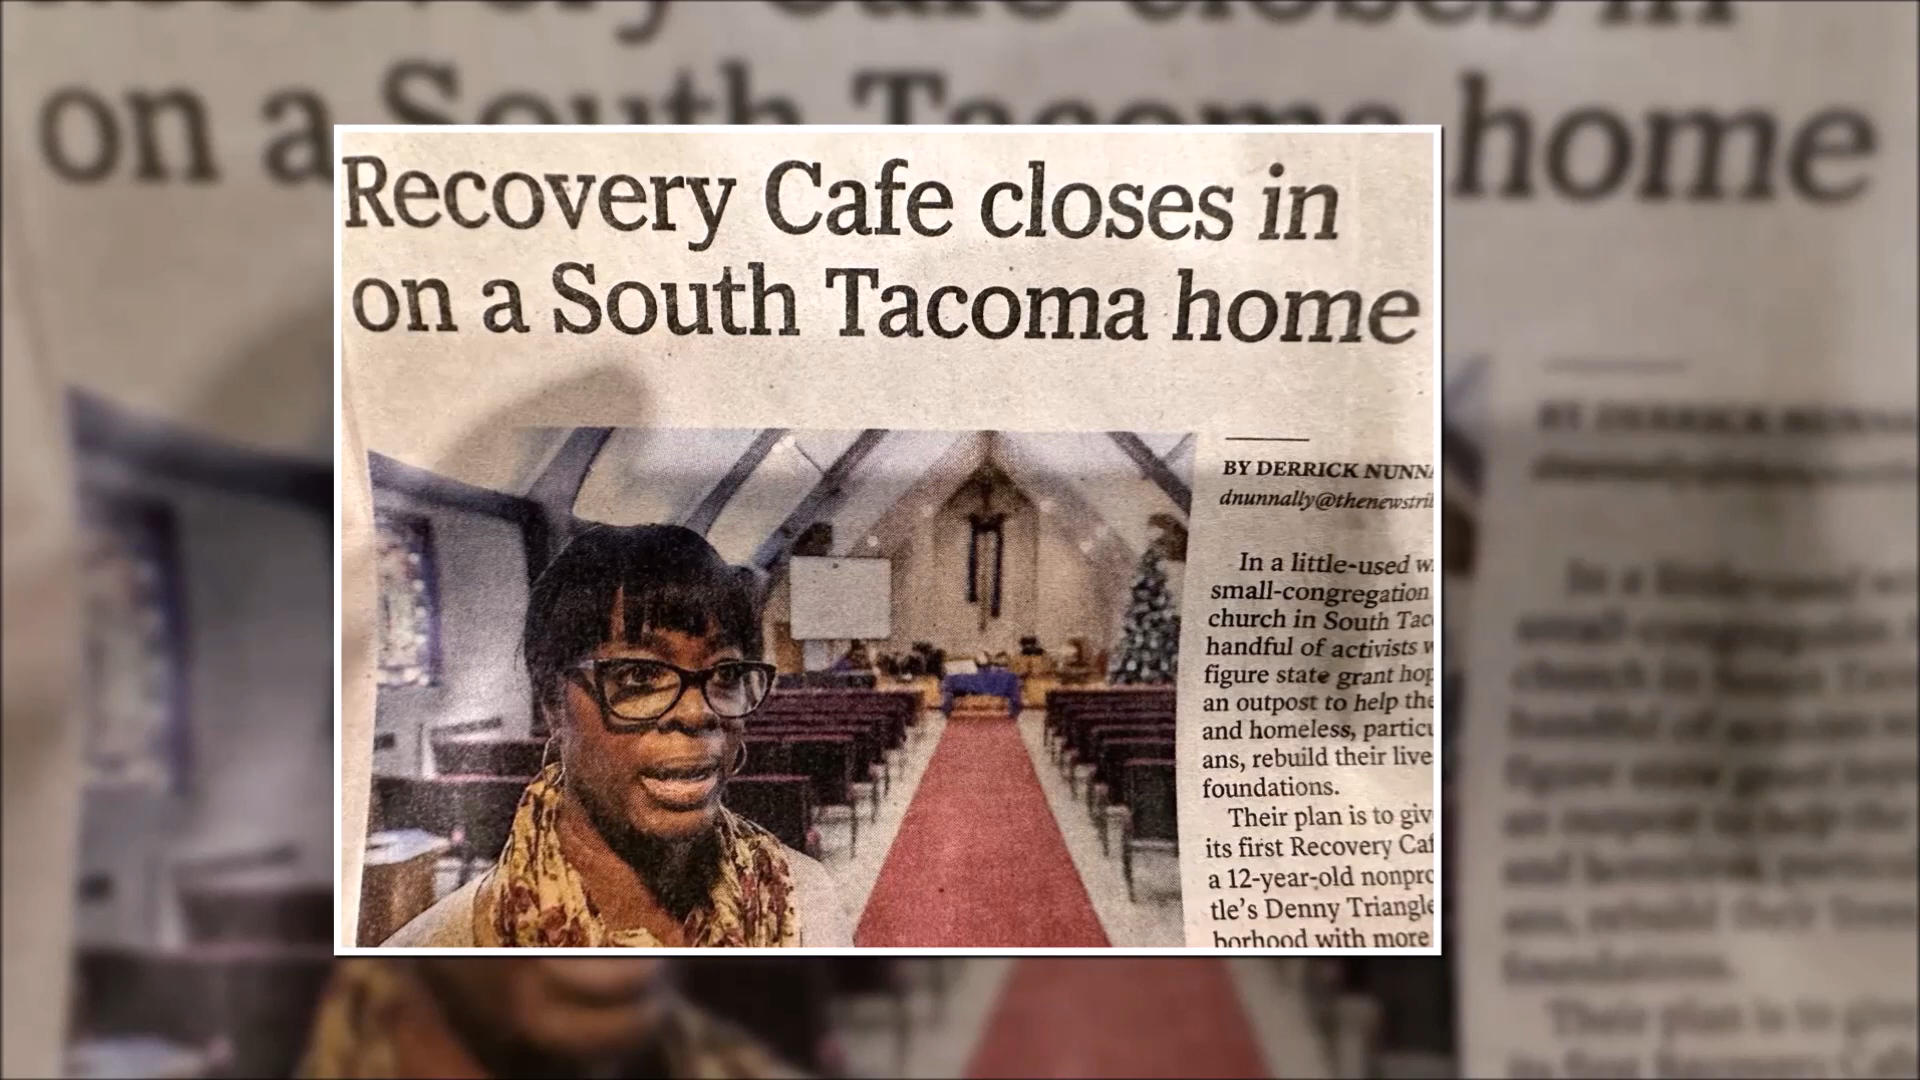 Recovery Cafe closes in
on a South Tacoma home
BY DERRICK NUNNA
dnunnally@thenewstri
In a little-used w
small-congregation
church in South Tac
handful of activists w
figure state grant hop
an outpost to help the
and homeless, particu
ans, rebuild their live
foundations.
Their plan is to giv
its first Recovery Caf
a 12-year-old nonpro
tle's Denny Triangle
borhood with more